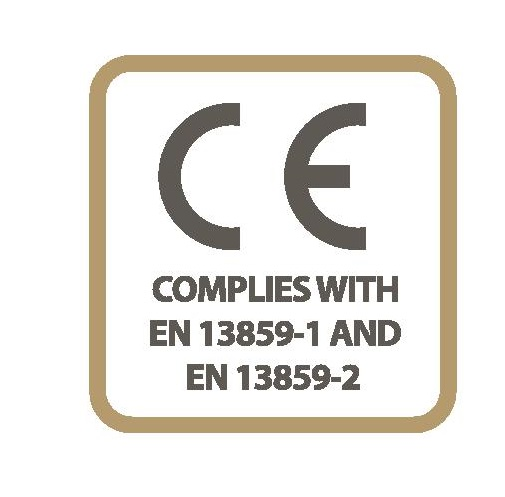 CE
COMPLIES WITH
EN 13859-1 AND
EN 13859-2